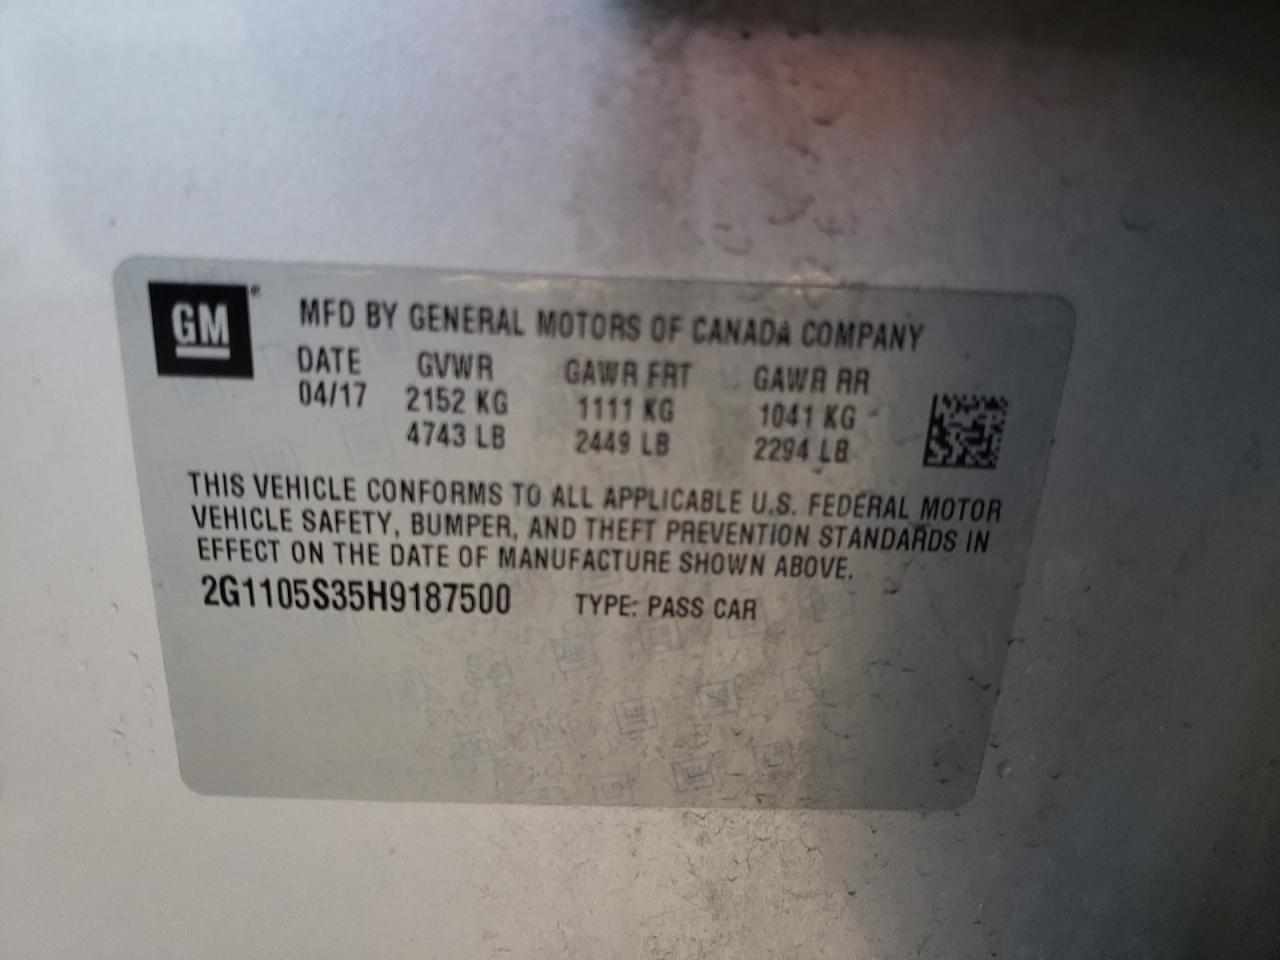 GM®
MFD BY GENERAL MOTORS OF CANADA COMPANY
DATE GVWR GAWR FRT GAWR RR
04/17 2152 KG 1111 KG 1041 KG
4743 LB 2449 LB 2294 LB
THIS VEHICLE CONFORMS TO ALL APPLICABLE U.S. FEDERAL MOTOR
VEHICLE SAFETY, BUMPER, AND THEFT PREVENTION STANDARDS IN
EFFECT ON THE DATE OF MANUFACTURE SHOWN ABOVE.
2G1105S35H9187500 TYPE: PASS CAR